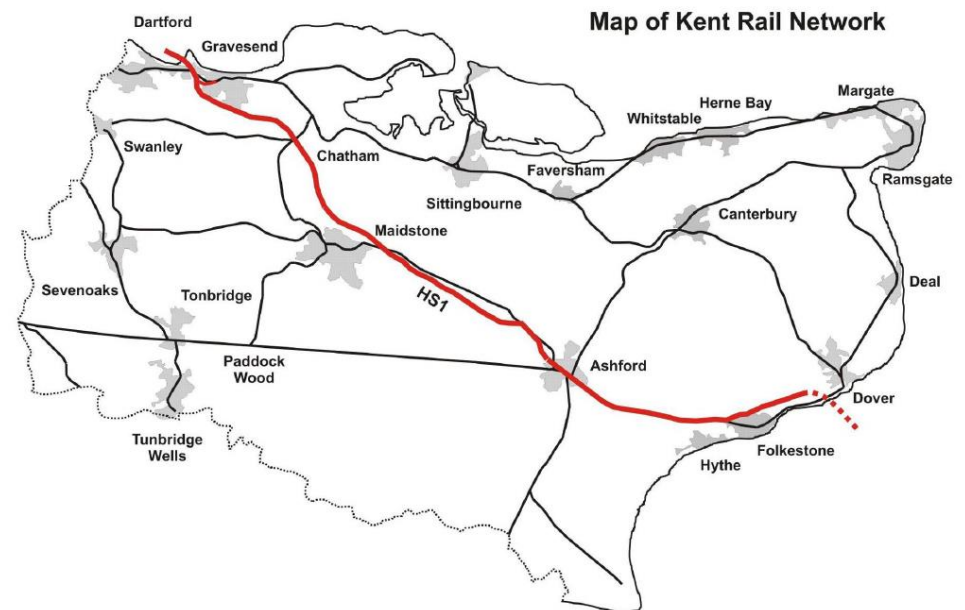 Map of Kent Rail Network
Dartford
Gravesend
Margate
Herne Bay
Whitstable
Swanley
Chatham
Faversham
Ramsgate
Sittingbourne
Canterbury
Maidstone
Sevenoaks
Tonbridge
HS1
Deal
Paddock
Wood
Ashford
Dover
Tunbridge
Wells
Folkestone
Hythe